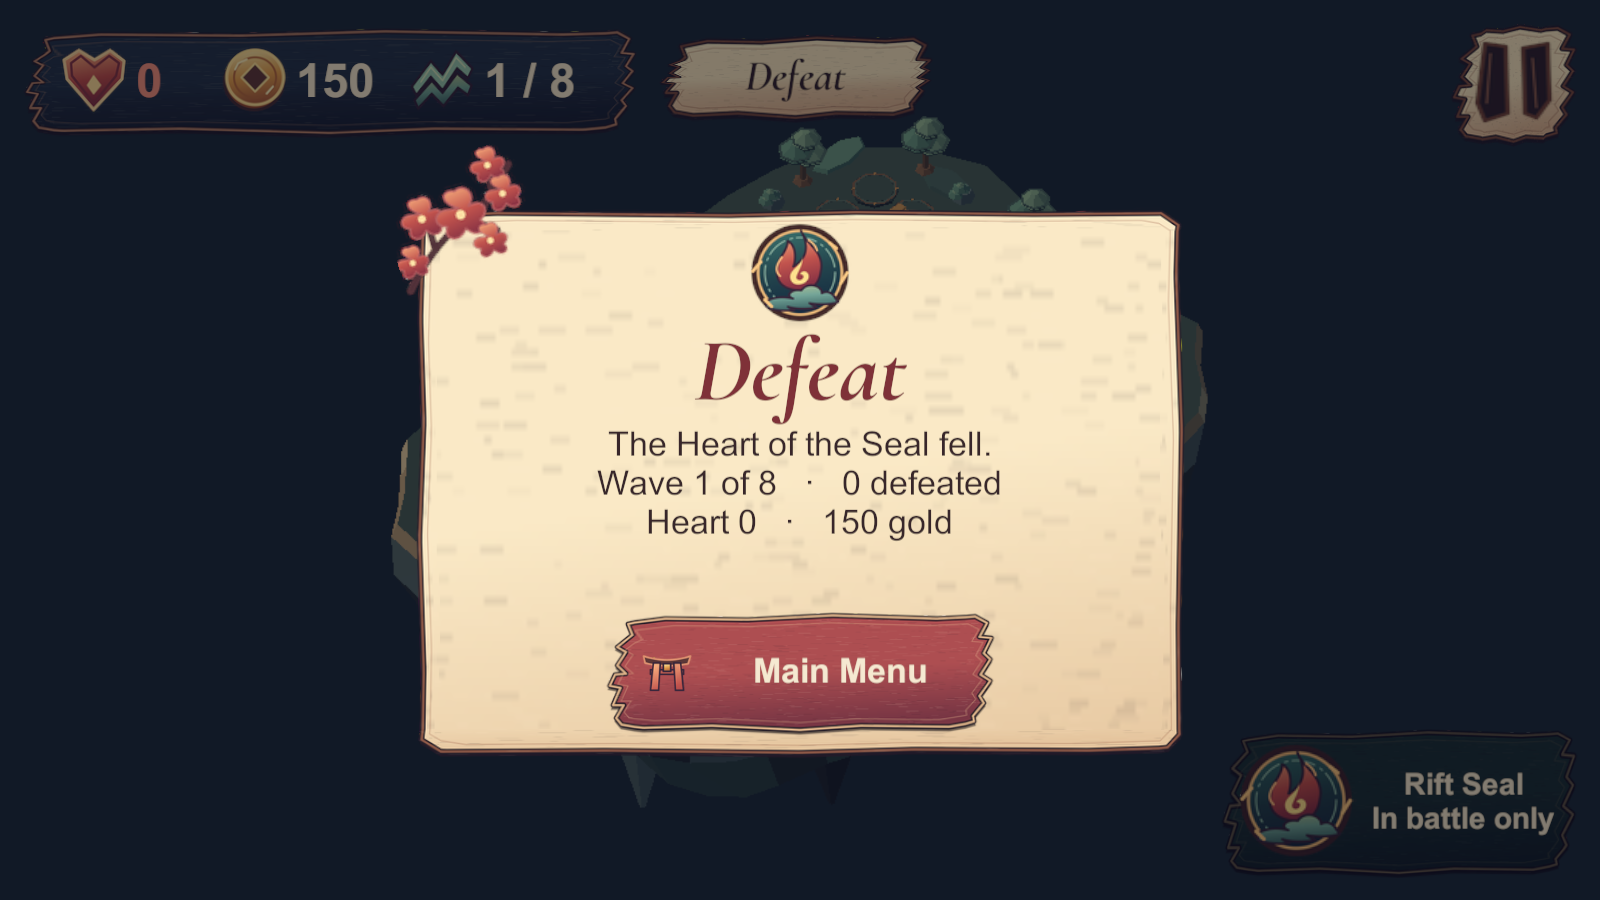 0 150 1 / 8
Defeat
Defeat
The Heart of the Seal fell.
Wave 1 of 8 · 0 defeated
Heart 0 · 150 gold
Main Menu
Rift Seal
In battle only